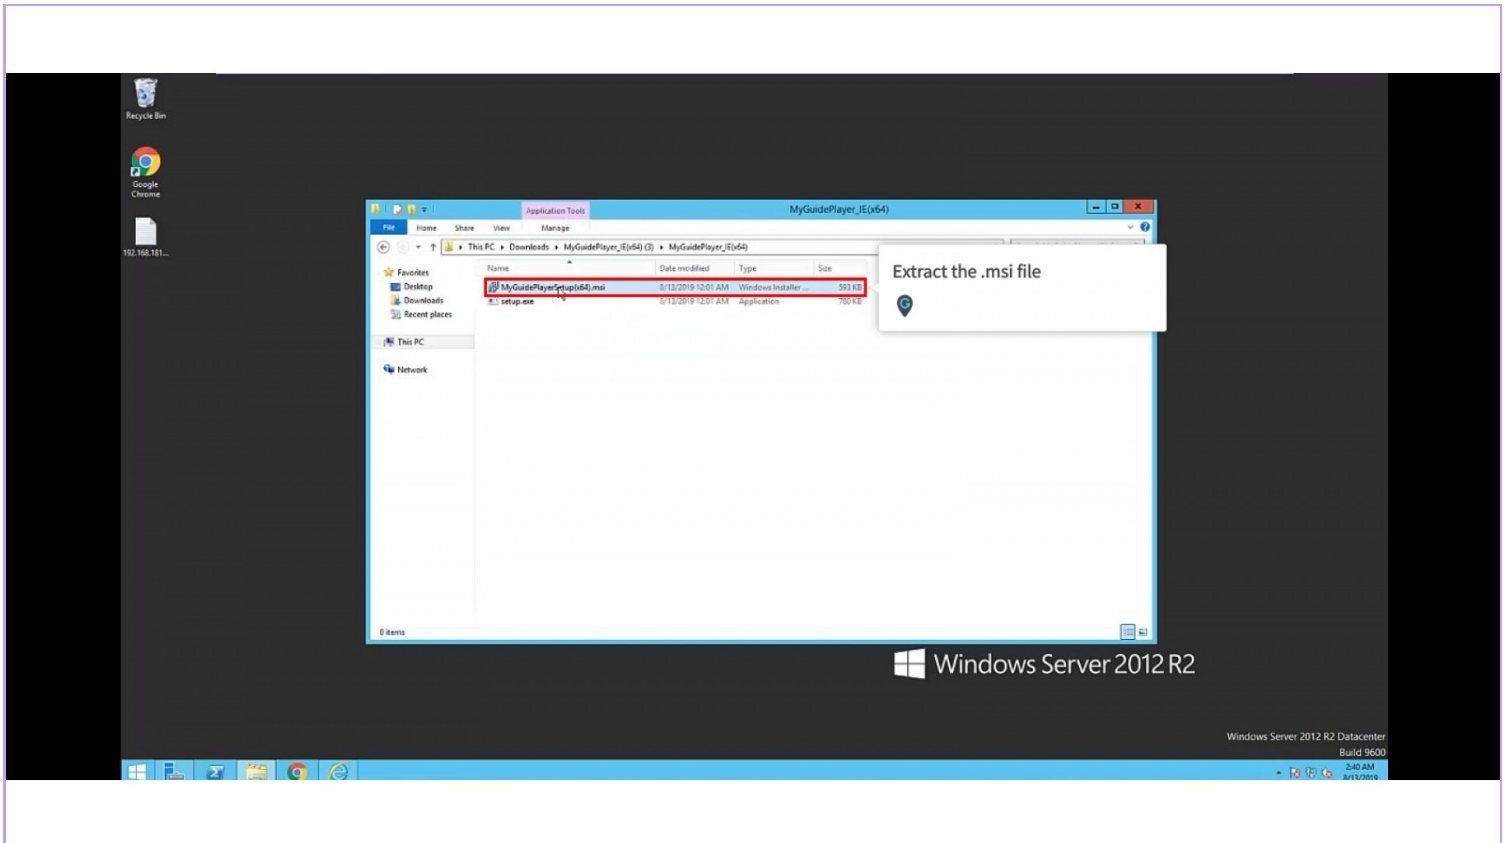 Recycle Bin
Google
Chrome
192.168.181...
Application Tools
MyGuidePlayer_IE(x64)
File Home Share View Manage
This PC Downloads MyGuidePlayer_IE(x64) (3) MyGuidePlayer_IE(x64)
Name Date modified Type Size
MyGuidePlayerSetup(x64).msi 8/13/2019 12:01 AM Windows Installer ... 593 KB
setup.exe 8/13/2019 12:01 AM Application 780 KB
Favorites
Desktop
Downloads
Recent places
This PC
Network
Extract the .msi file
items
Windows Server 2012 R2
Windows Server 2012 R2 Datacenter
Build 9600
2:40 AM
8/13/2019